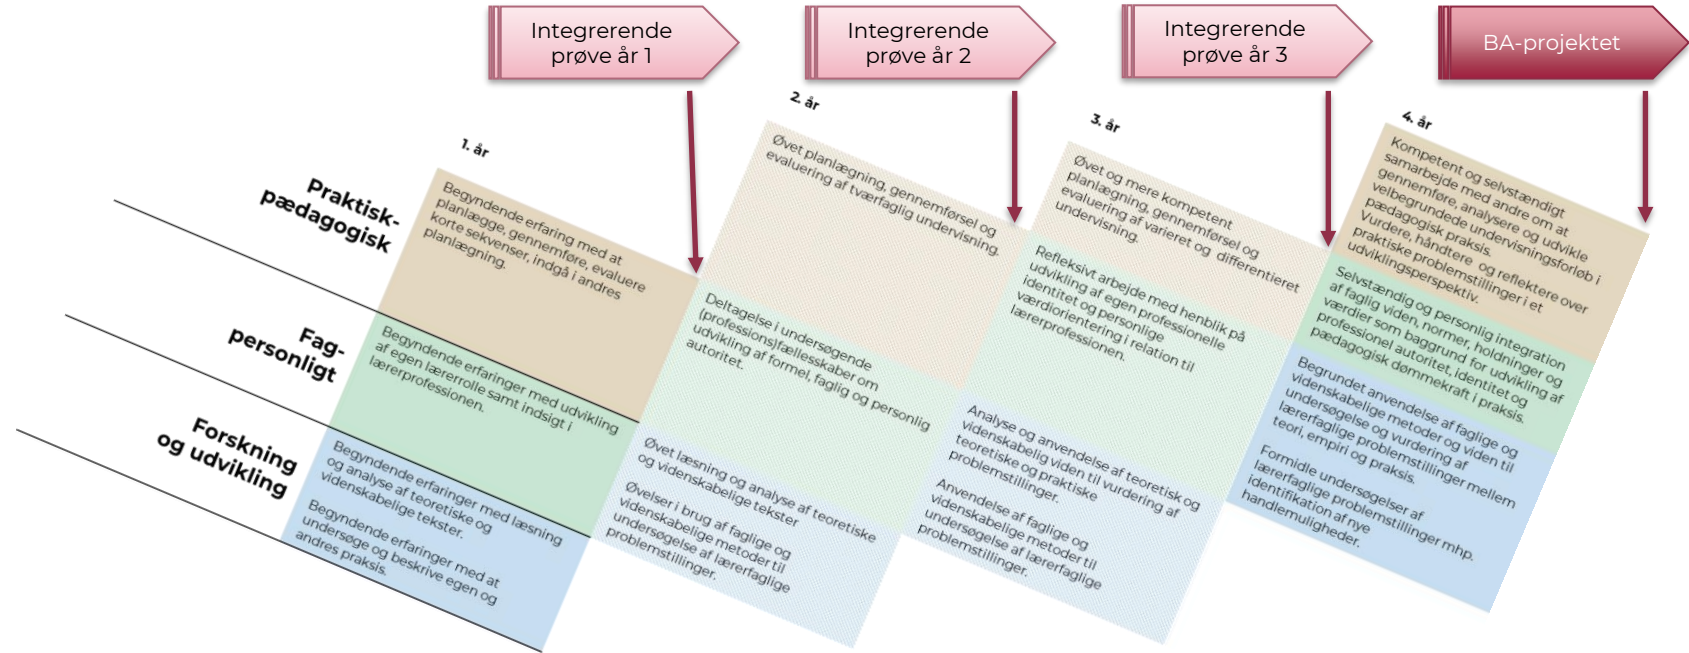 Integrerende
prøve år 1
Integrerende
prøve år 2
Integrerende
prøve år 3
BA-projektet
1. år
2. år
3. år
4. år
Praktisk-
pædagogisk
Begyndende erfaring med at
planlægge, gennemføre, evaluere
korte sekvenser, indgå i andres
planlægning.
Øvet planlægning, gennemførsel og
evaluering af tværfaglig undervisning.
Øvet og mere kompetent
planlægning, gennemførsel og
evaluering af varieret og differentieret
undervisning.
Kompetent og selvstændigt
samarbejde med andre om at
gennemføre, analysere og udvikle
velbegrundede undervisningsforløb i
pædagogisk praksis.
Vurdere, håndtere og reflektere over
praktiske problemstillinger i et
udviklingsperspektiv.
Fag-
personligt
Begyndende erfaringer med udvikling
af egen lærerrolle samt indsigt i
lærerprofessionen.
Deltagelse i undersøgende
(professions)fællesskaber om
udvikling af formel, faglig og personlig
autoritet.
Refleksivt arbejde med henblik på
udvikling af egen professionelle
identitet og personlige
værdiorientering i relation til
lærerprofessionen.
Selvstændig og personlig integration
af faglig viden, normer, holdninger og
værdier som baggrund for udvikling af
professionel autoritet, identitet og
pædagogisk dømmekraft i praksis.
Forskning
og udvikling
Begyndende erfaringer med læsning
og analyse af teoretiske og
videnskabelige tekster.
Begyndende erfaringer med at
undersøge og beskrive egen og
andres praksis.
Øvet læsning og analyse af teoretiske
og videnskabelige tekster
Øvelser i brug af faglige og
videnskabelige metoder til
undersøgelse af lærerfaglige
problemstillinger.
Analyse og anvendelse af teoretisk og
videnskabelig viden til vurdering af
teoretiske og praktiske
problemstillinger.
Anvendelse af faglige og
videnskabelige metoder til
undersøgelse af lærerfaglige
problemstillinger.
Begrundet anvendelse af faglige og
videnskabelige metoder og viden til
undersøgelse og vurdering af
lærerfaglige problemstillinger mellem
teori, empiri og praksis.
Formidle undersøgelser af
lærerfaglige problemstillinger mhp.
identifikation af nye
handlemuligheder.